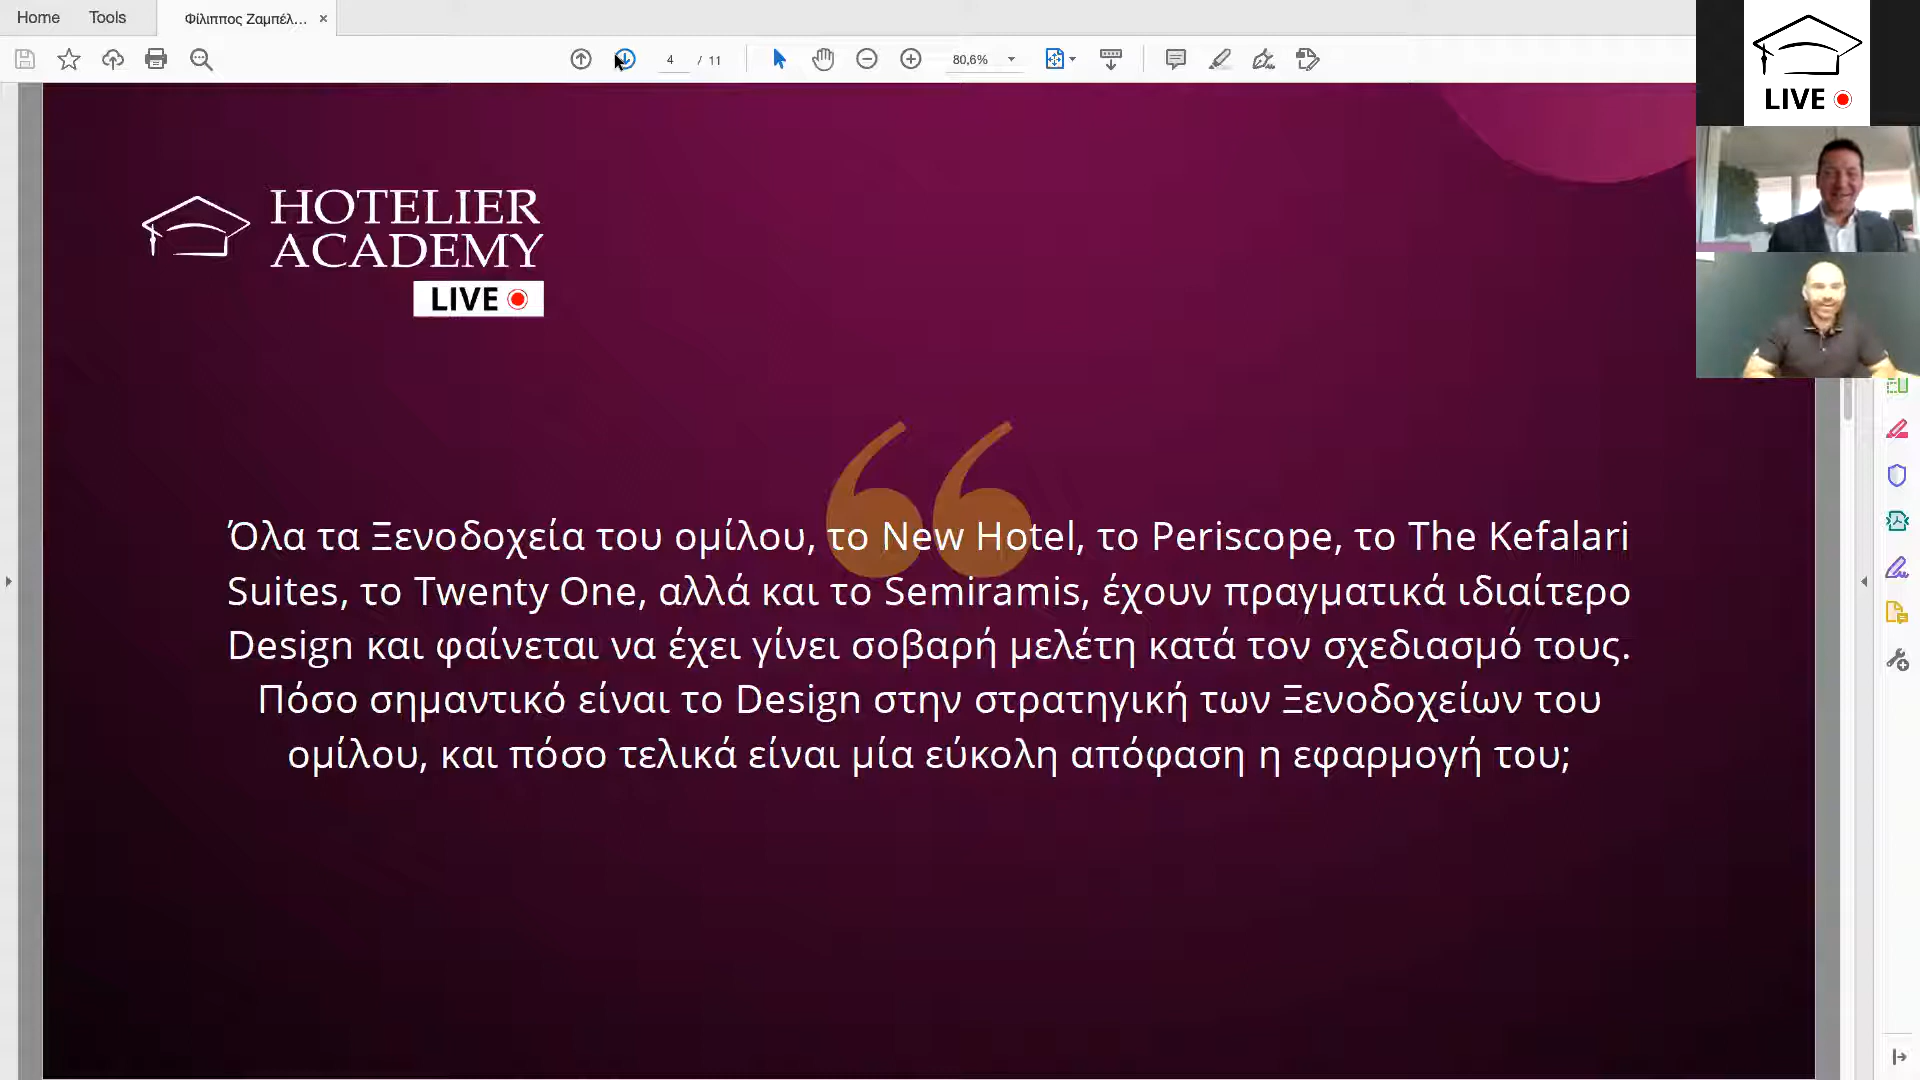 Home
Tools
Φίλιππος Ζαμπέλ...
4 / 11
80,6%
LIVE
HOTELIER
ACADEMY
LIVE
Όλα τα Ξενοδοχεία του ομίλου, το New Hotel, το Periscope, το The Kefalari
Suites, το Twenty One, αλλά και το Semiramis, έχουν πραγματικά ιδιαίτερο
Design και φαίνεται να έχει γίνει σοβαρή μελέτη κατά τον σχεδιασμό τους.
Πόσο σημαντικό είναι το Design στην στρατηγική των Ξενοδοχείων του
ομίλου, και πόσο τελικά είναι μία εύκολη απόφαση η εφαρμογή του;